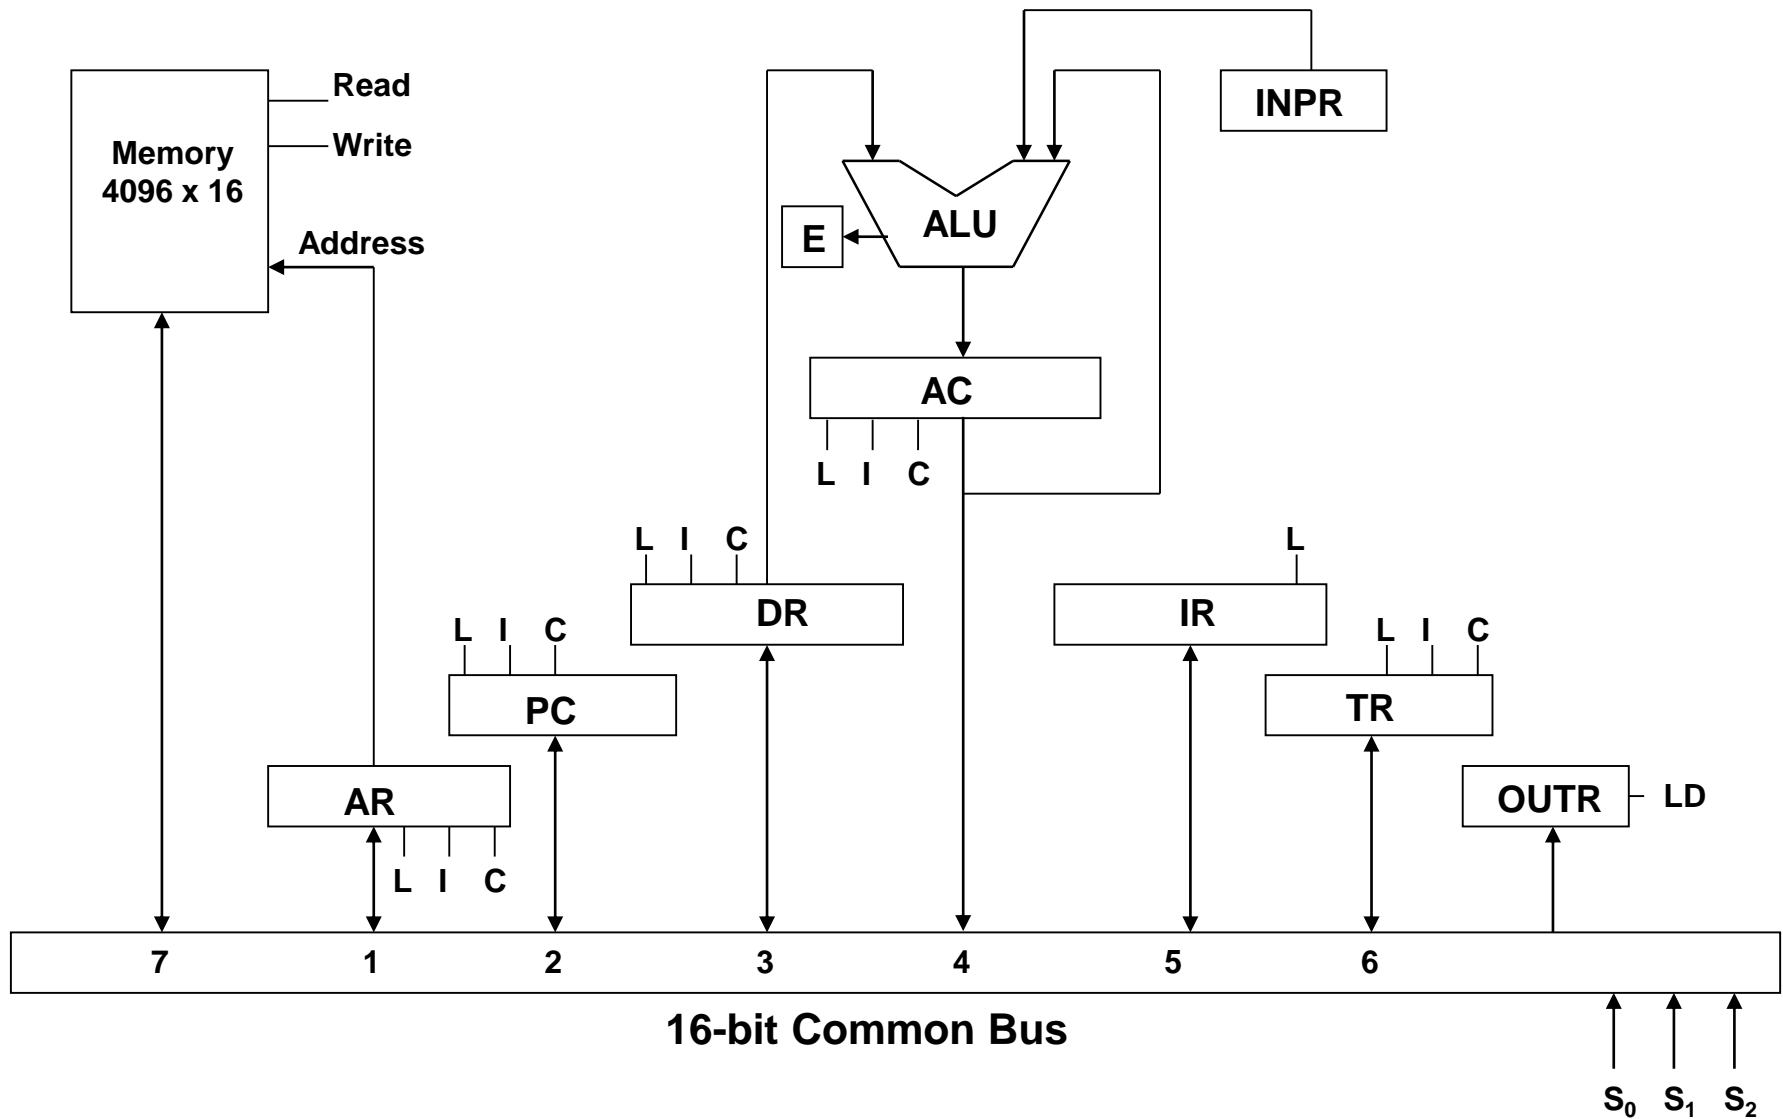 Read
INPR
Write
Memory
4096 x 16
ALU
E
Address
AC
L I C
L I C
L
DR
IR
L I C
L I C
PC
TR
AR
OUTR LD
L I C
7 1 2 3 4 5 6
16-bit Common Bus
S₀ S₁ S₂